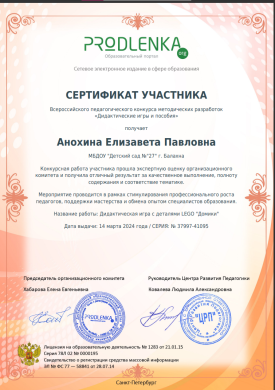 PRODLENKA
.org
Образовательный портал
Сетевое электронное издание в сфере образования
СЕРТИФИКАТ УЧАСТНИКА
Всероссийского педагогического конкурса методических разработок
«Дидактические игры и пособия»
получает
Анохина Елизавета Павловна
МБДОУ "Детский сад №"27" г. Балахна
Конкурсная работа участника прошла экспертную оценку организационного
комитета и получила отличный результат за качественное выполнение, полноту
содержания и соответствие тематике.
Мероприятие проводится в рамках стимулирования профессионального роста
педагогов, поддержки мастерства и обмена опытом специалистов образования.
Название работы: Дидактическая игра с деталями LEGO "Домики"
Дата выдачи: 14 марта 2024 года / СЕРИЯ: № 37997-41095
Председатель организационного комитета
Руководитель Центра Развития Педагогики
Хабарова Елена Евгеньевна
Ковалева Людмила Александровна
PRODLENKA
"ЦРП"
Лицензия на образовательную деятельность № 1283 от 21.01.15
Серия 78Л 02 № 0000195
Свидетельство о регистрации средства массовой информации
ЭЛ № ФС 77 — 58841 от 28.07.14
Санкт-Петербург